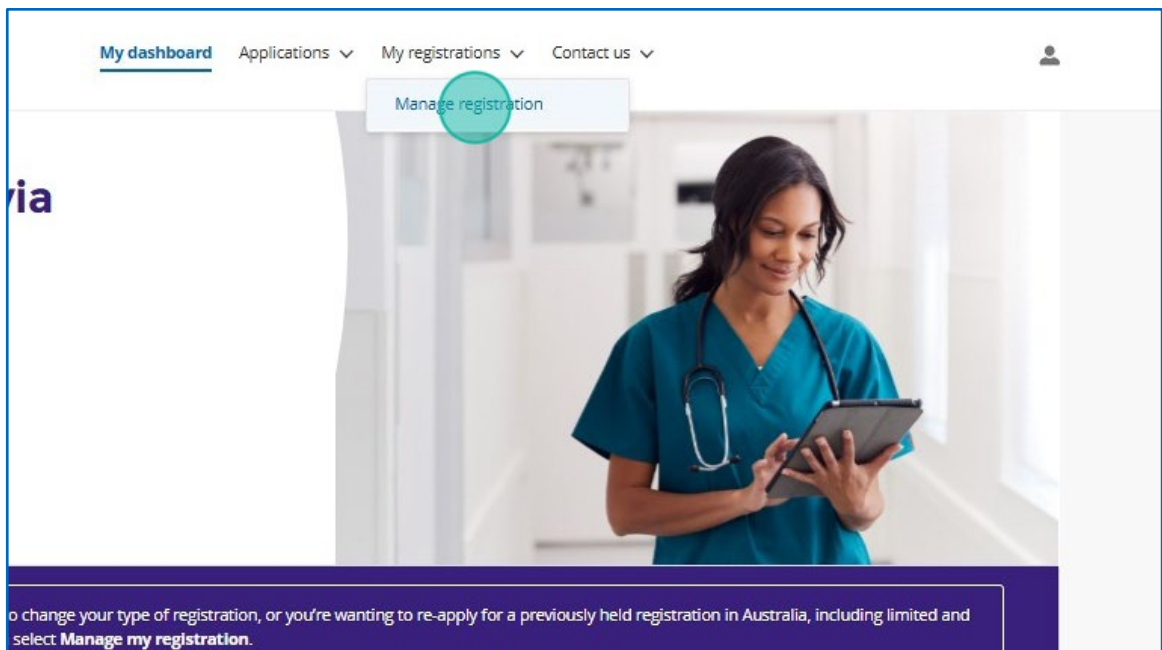 My dashboard Applications My registrations Contact us
Manage registration
via
o change your type of registration, or you're wanting to re-apply for a previously held registration in Australia, including limited and
select Manage my registration.